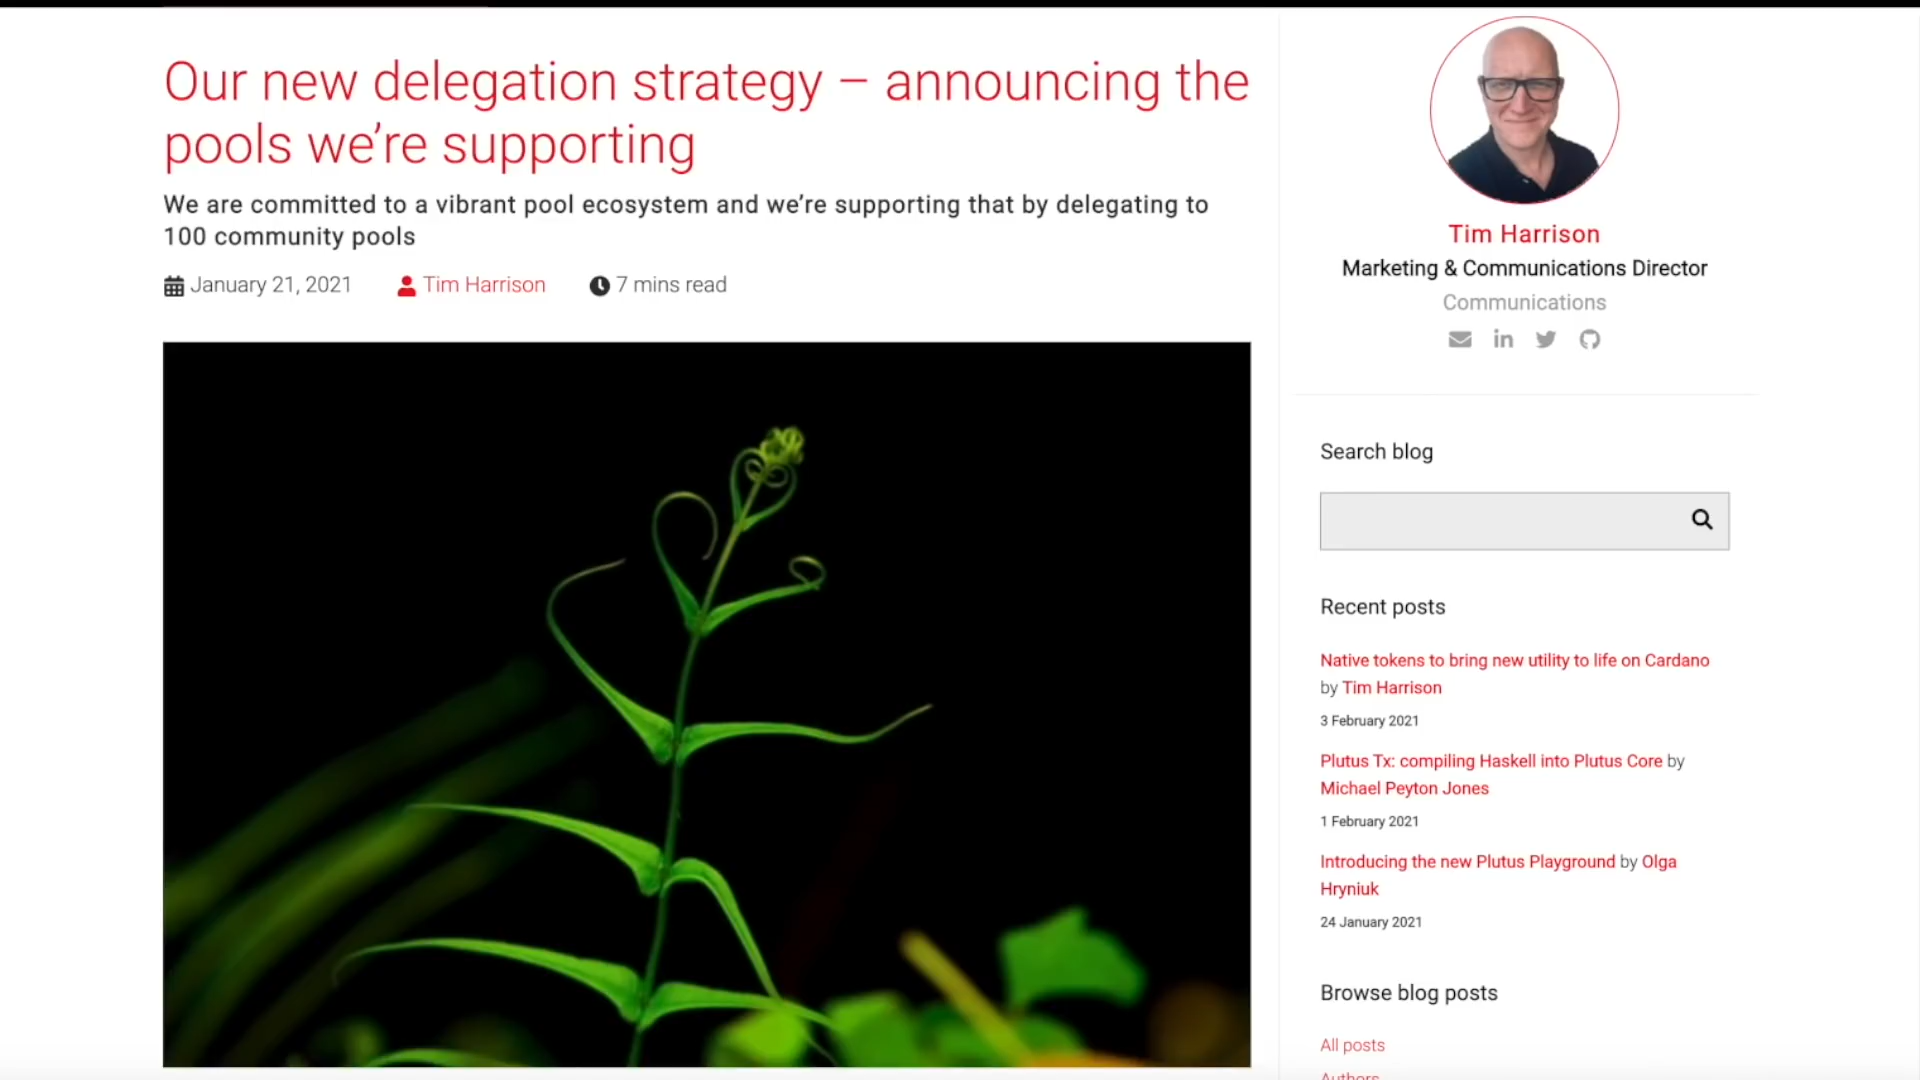 Our new delegation strategy – announcing the
pools we're supporting
We are committed to a vibrant pool ecosystem and we're supporting that by delegating to
100 community pools
January 21, 2021
Tim Harrison
7 mins read
Tim Harrison
Marketing & Communications Director
Communications
Search blog
Recent posts
Native tokens to bring new utility to life on Cardano
by Tim Harrison
3 February 2021
Plutus Tx: compiling Haskell into Plutus Core by
Michael Peyton Jones
1 February 2021
Introducing the new Plutus Playground by Olga
Hryniuk
24 January 2021
Browse blog posts
All posts
Authors